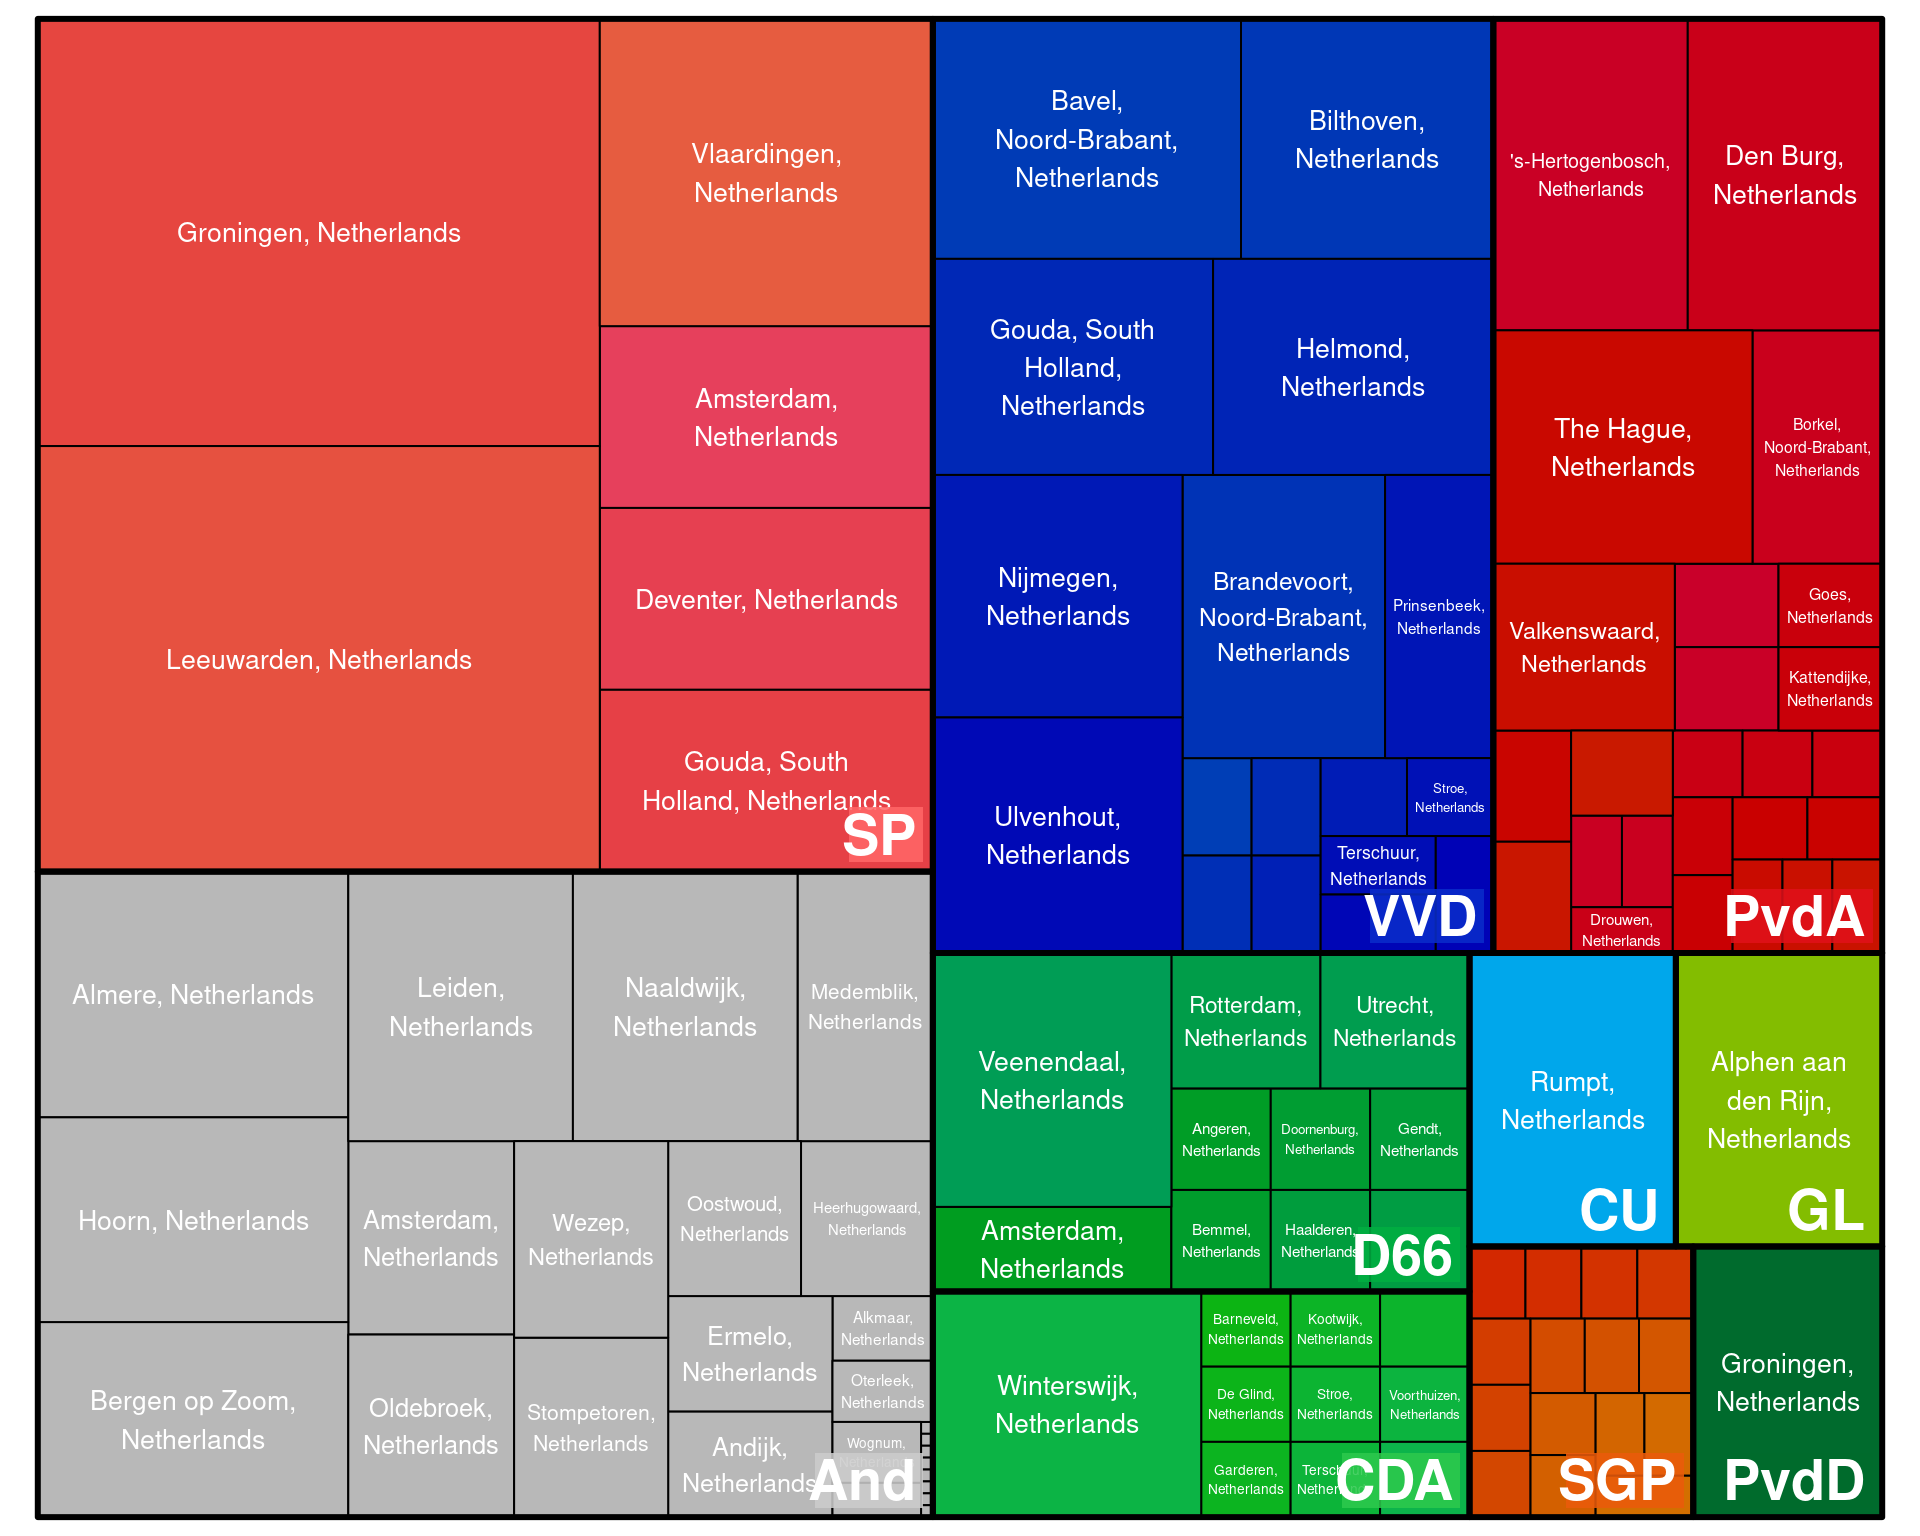 Groningen, Netherlands
Vlaardingen,
Netherlands
Amsterdam,
Netherlands
Leeuwarden, Netherlands
Deventer, Netherlands
Gouda, South
Holland, Netherlands
SP
Bavel,
Noord-Brabant,
Netherlands
Bilthoven,
Netherlands
Gouda, South
Holland,
Netherlands
Helmond,
Netherlands
Nijmegen,
Netherlands
Brandevoort,
Noord-Brabant,
Netherlands
Prinsenbeek,
Netherlands
Ulvenhout,
Netherlands
Stroe,
Netherlands
Terschuur,
Netherlands
VVD
's-Hertogenbosch,
Netherlands
Den Burg,
Netherlands
The Hague,
Netherlands
Borkel,
Noord-Brabant,
Netherlands
Valkenswaard,
Netherlands
Goes,
Netherlands
Kattendijke,
Netherlands
Drouwen,
Netherlands
PvdA
Almere, Netherlands
Leiden,
Netherlands
Naaldwijk,
Netherlands
Medemblik,
Netherlands
Hoorn, Netherlands
Amsterdam,
Netherlands
Wezep,
Netherlands
Oostwoud,
Netherlands
Heerhugowaard,
Netherlands
Bergen op Zoom,
Netherlands
Oldebroek,
Netherlands
Stompetoren,
Netherlands
Ermelo,
Netherlands
Alkmaar,
Netherlands
Oterleek,
Netherlands
Andijk,
Netherlands
Wognum,
Netherlands
And
Veenendaal,
Netherlands
Rotterdam,
Netherlands
Utrecht,
Netherlands
Angeren,
Netherlands
Doornenburg,
Netherlands
Gendt,
Netherlands
Amsterdam,
Netherlands
Bemmel,
Netherlands
Haalderen,
Netherlands
D66
Winterswijk,
Netherlands
Barneveld,
Netherlands
Kootwijk,
Netherlands
De Glind,
Netherlands
Stroe,
Netherlands
Voorthuizen,
Netherlands
Garderen,
Netherlands
CDA
Rumpt,
Netherlands
CU
Alphen aan
den Rijn,
Netherlands
GL
SGP
Groningen,
Netherlands
PvdD